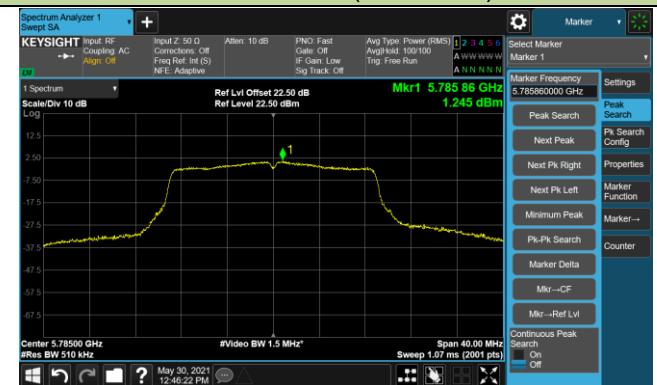 Spectrum Analyzer 1
Swept SA
Marker
KEYSIGHT
Input: RF
Coupling: AC
Align: Off
Input Z: 50 Ω
Corrections: Off
Freq Ref: Int (S)
NFE: Adaptive
Atten: 10 dB
PNO: Fast
Gate: Off
IF Gain: Low
Sig Track: Off
Avg Type: Power (RMS)
Avg|Hold: 100/100
Trig: Free Run
1 2 3 4 5 6
A W W W W W
A N N N N N
Select Marker
Marker 1
1 Spectrum
Scale/Div 10 dB
Log
Ref Lvl Offset 22.50 dB
Ref Level 22.50 dBm
Mkr1 5.785 86 GHz
1.245 dBm
12.5
2.50
-7.50
-17.5
-27.5
-37.5
-47.5
-57.5
-67.5
1
Center 5.78500 GHz
#Res BW 510 kHz
#Video BW 1.5 MHz*
Span 40.00 MHz
Sweep 1.07 ms (2001 pts)
Marker Frequency
5.785860000 GHz
Peak Search
Next Peak
Next Pk Right
Next Pk Left
Minimum Peak
Pk-Pk Search
Marker Delta
Mkr→CF
Mkr→Ref Lvl
Continuous Peak
Search
On
Off
Settings
Peak
Search
Pk Search
Config
Properties
Marker
Function
Marker→
Counter
May 30, 2021
12:46:22 PM